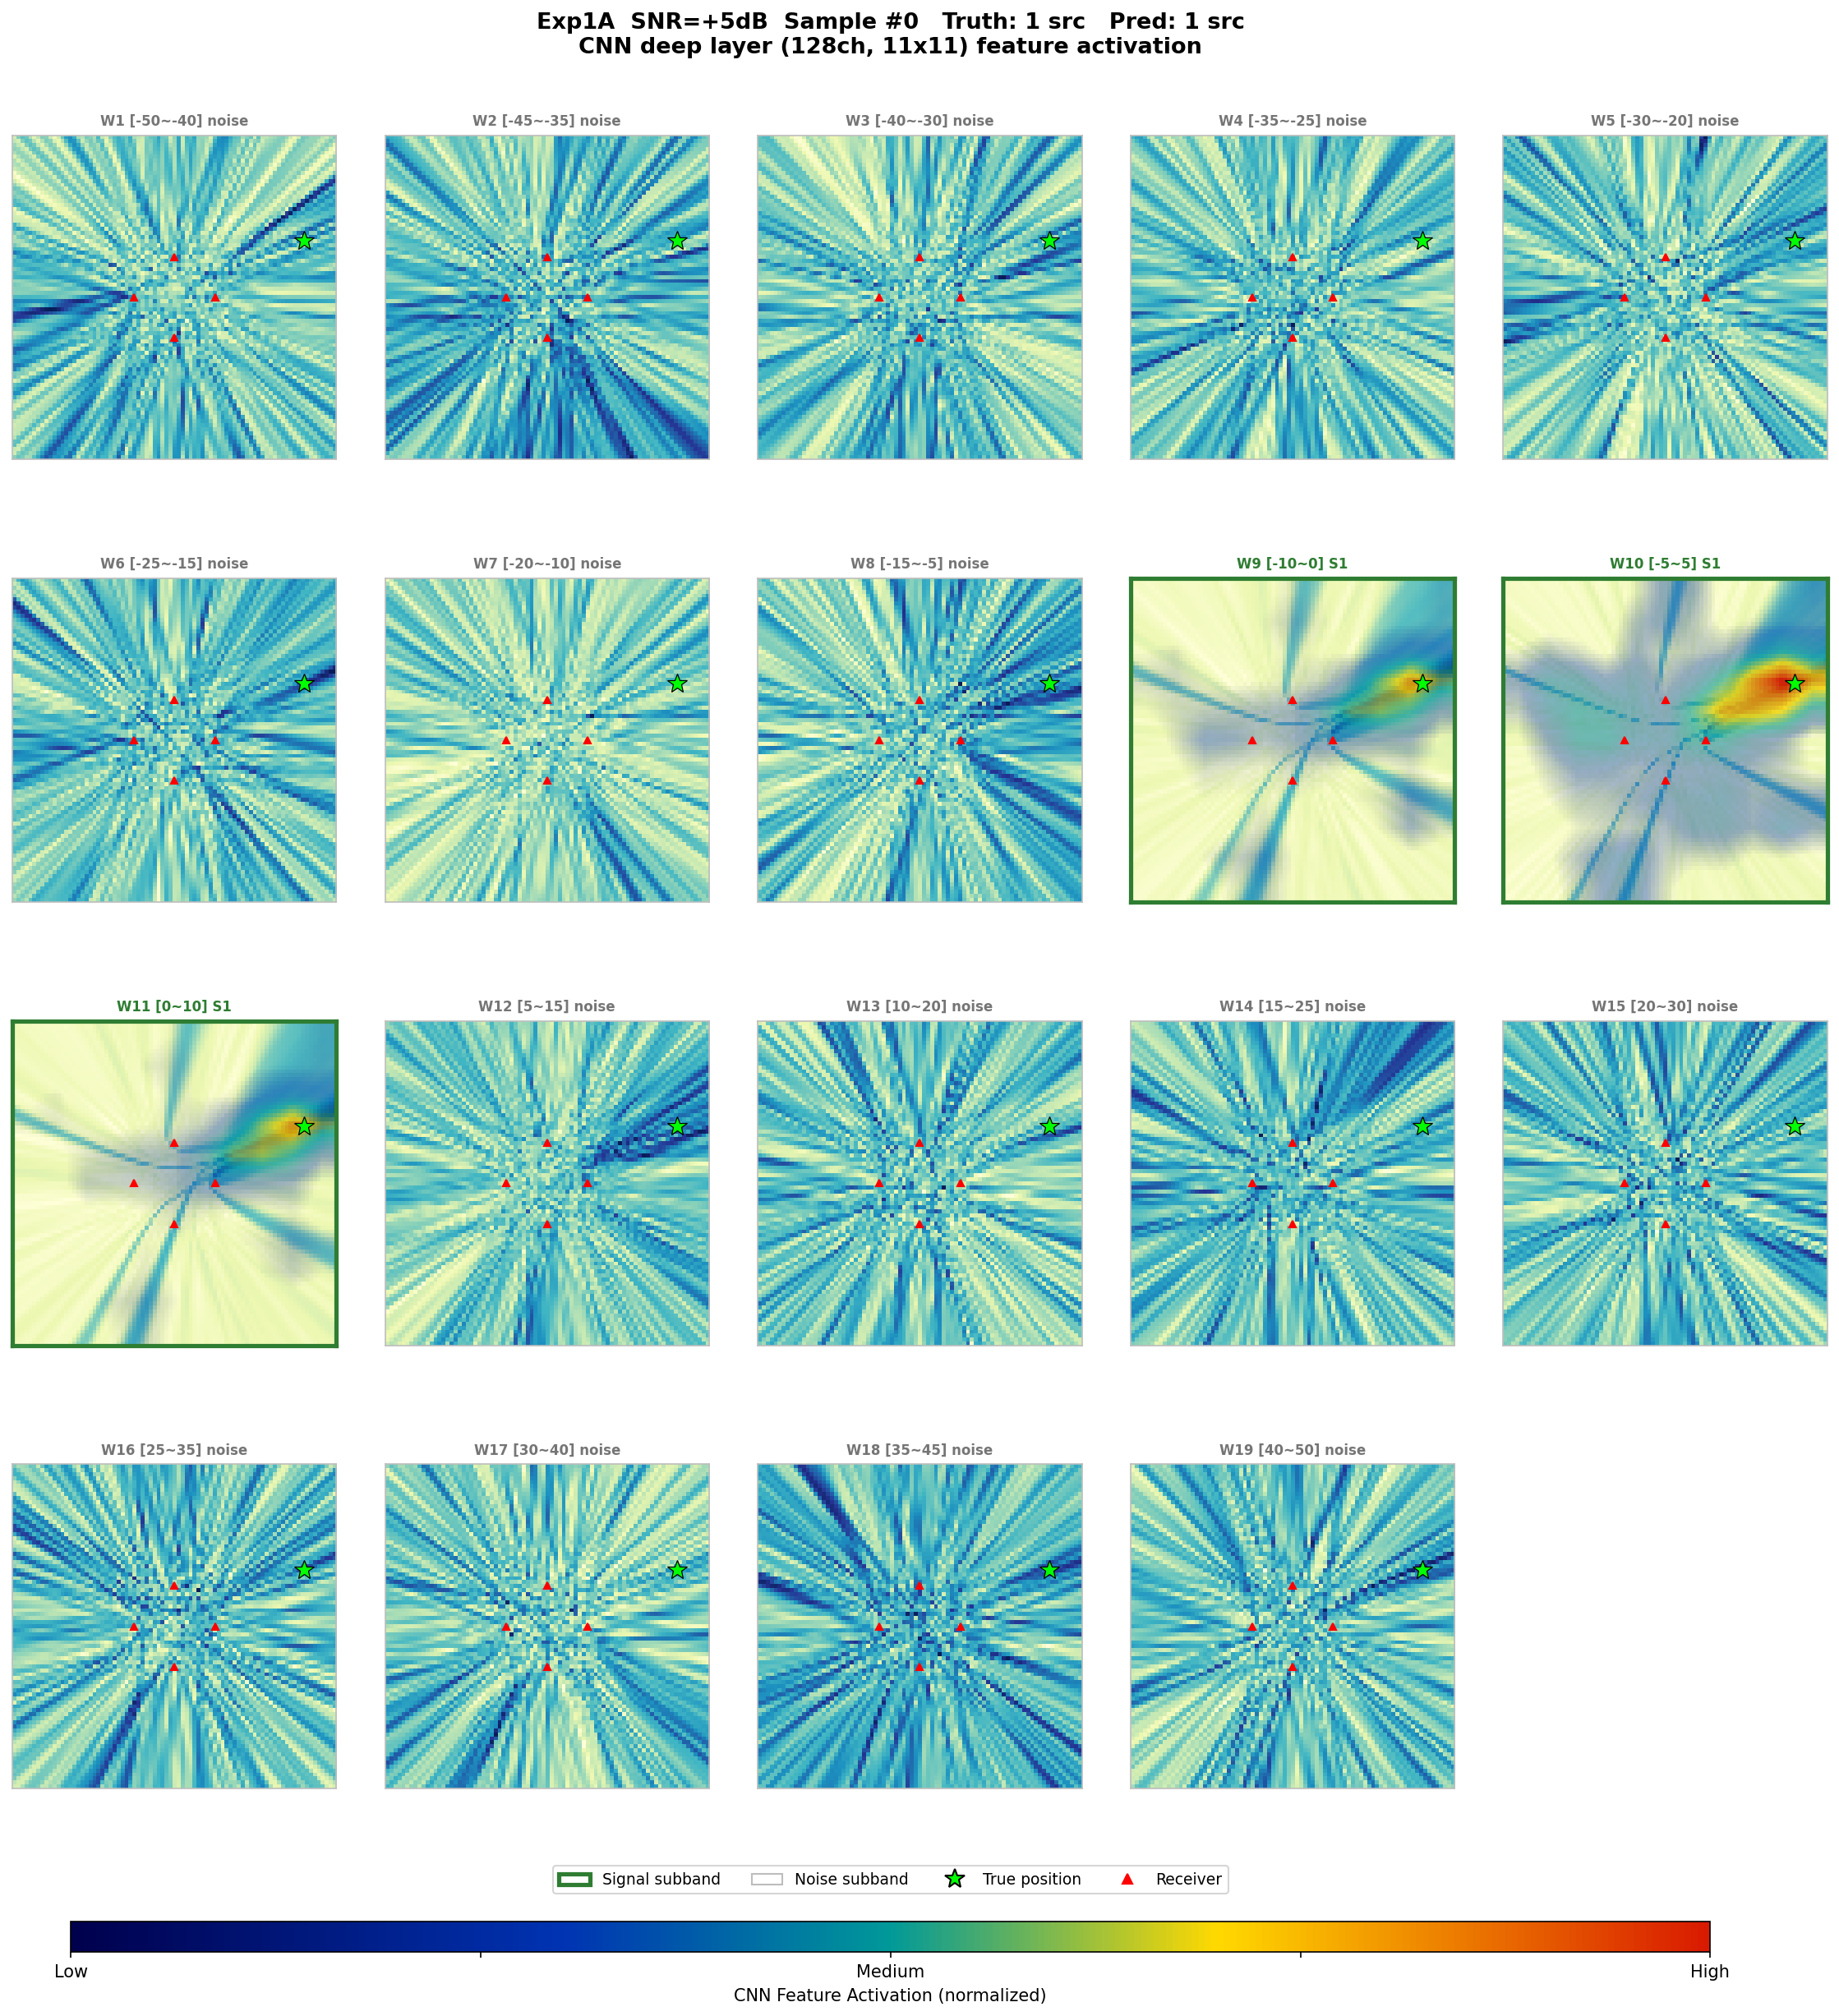 Exp1A  SNR=+5dB  Sample #0   Truth: 1 src   Pred: 1 src
CNN deep layer (128ch, 11x11) feature activation
W1 [-50~-40] noise
W2 [-45~-35] noise
W3 [-40~-30] noise
W4 [-35~-25] noise
W5 [-30~-20] noise
W6 [-25~-15] noise
W7 [-20~-10] noise
W8 [-15~-5] noise
W9 [-10~0] S1
W10 [-5~5] S1
W11 [0~10] S1
W12 [5~15] noise
W13 [10~20] noise
W14 [15~25] noise
W15 [20~30] noise
W16 [25~35] noise
W17 [30~40] noise
W18 [35~45] noise
W19 [40~50] noise
Signal subband
Noise subband
True position
Receiver
Low
Medium
High
CNN Feature Activation (normalized)